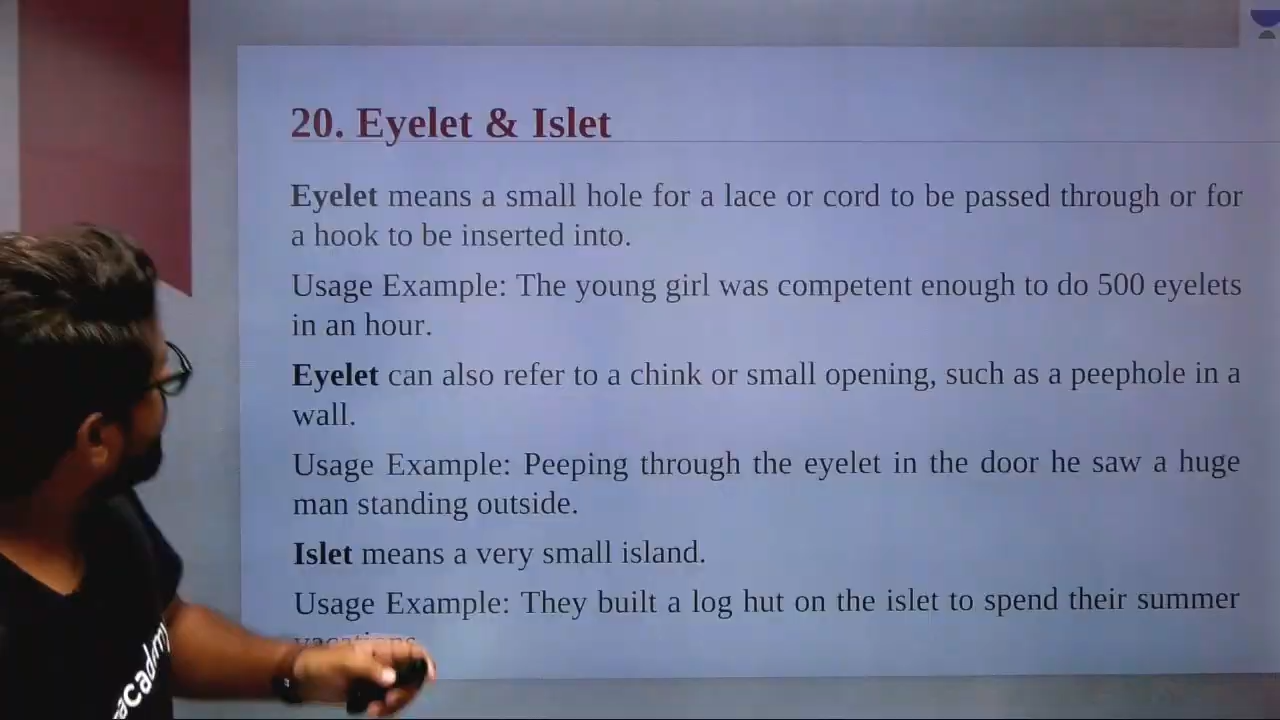 20. Eyelet & Islet
Eyelet means a small hole for a lace or cord to be passed through or for
a hook to be inserted into.
Usage Example: The young girl was competent enough to do 500 eyelets
in an hour.
Eyelet can also refer to a chink or small opening, such as a peephole in a
wall.
Usage Example: Peeping through the eyelet in the door he saw a huge
man standing outside.
Islet means a very small island.
Usage Example: They built a log hut on the islet to spend their summer
vacations